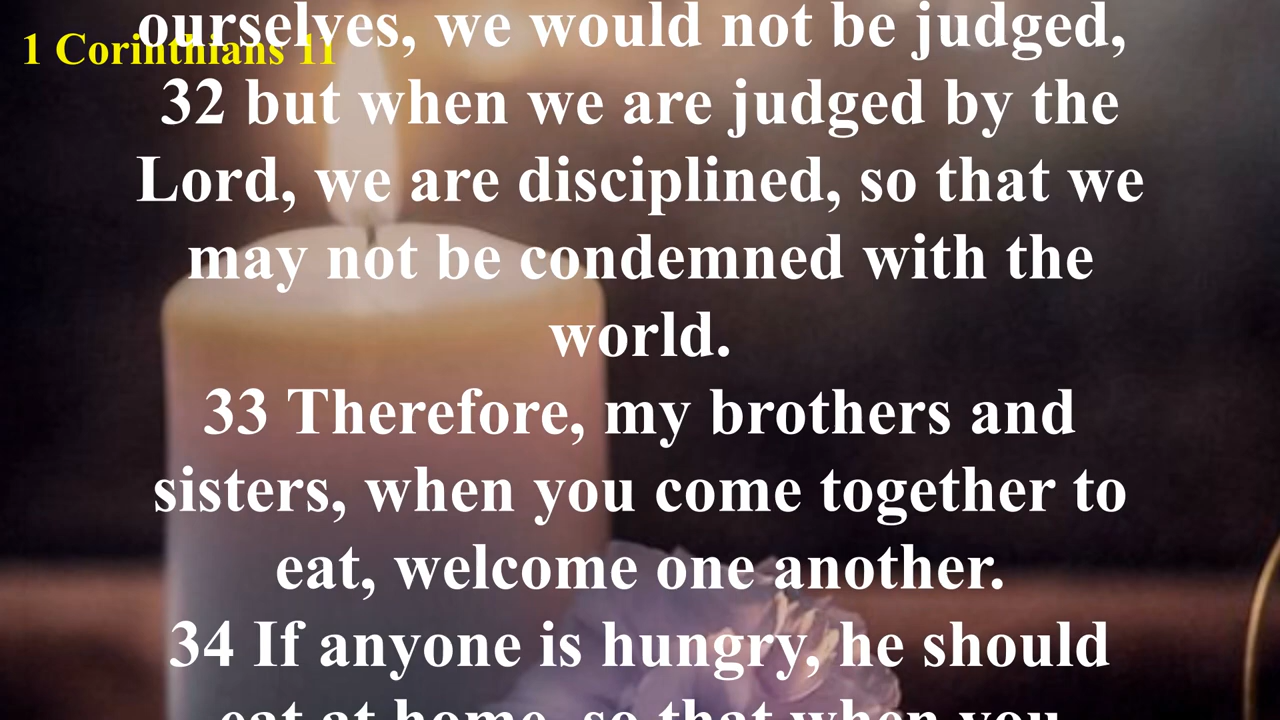 ourselves, we would not be judged,
1 Corinthians 11
32 but when we are judged by the
Lord, we are disciplined, so that we
may not be condemned with the
world.
33 Therefore, my brothers and
sisters, when you come together to
eat, welcome one another.
34 If anyone is hungry, he should
eat at home, so that when you